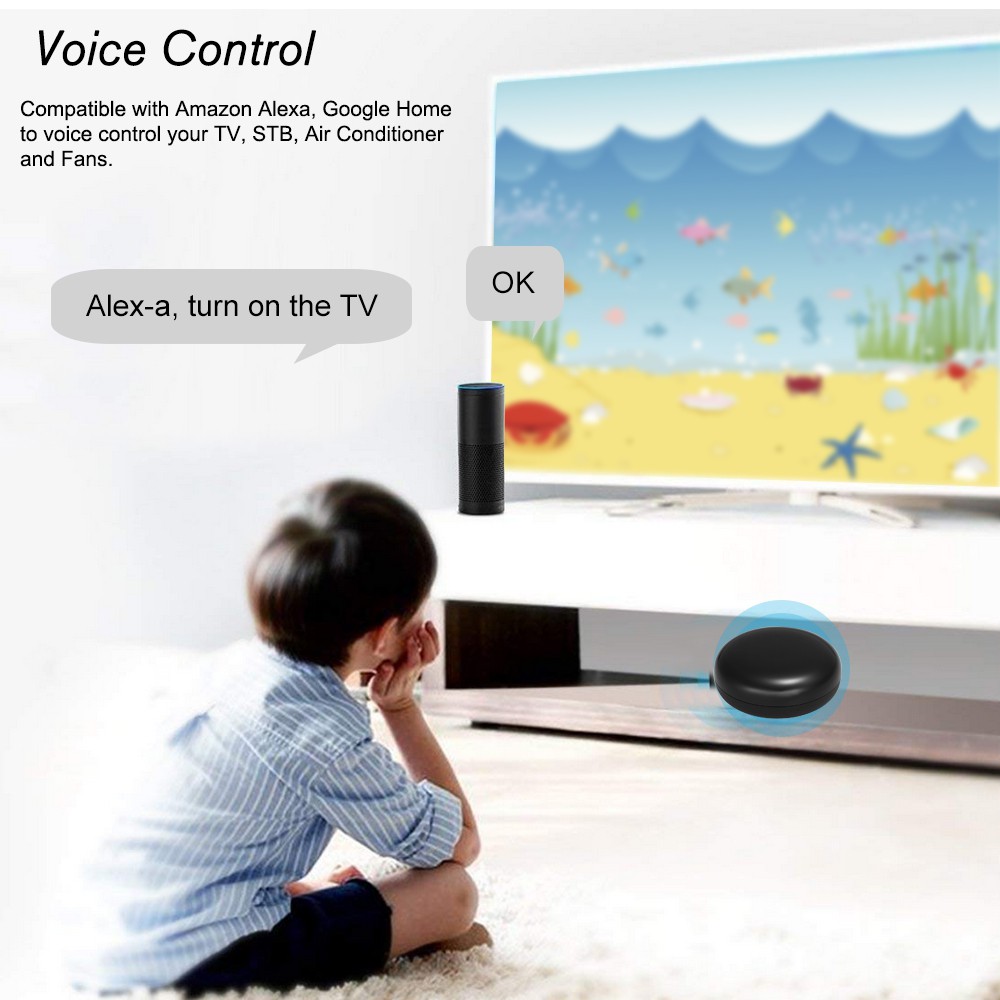 Voice Control
Compatible with Amazon Alexa, Google Home
to voice control your TV, STB, Air Conditioner
and Fans.
OK
Alex-a, turn on the TV